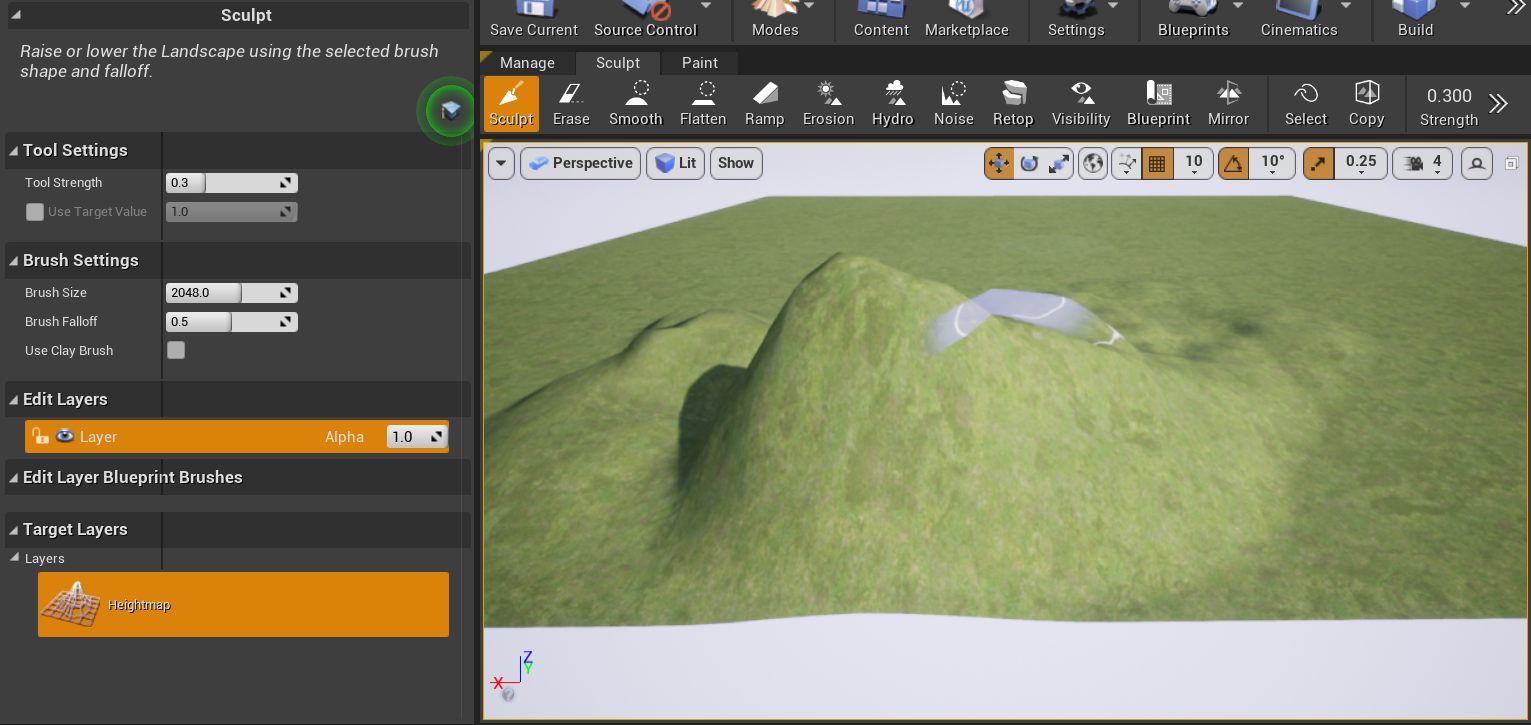 Sculpt
Raise or lower the Landscape using the selected brush
shape and falloff.
Tool Settings
Tool Strength 0.3
Use Target Value 1.0
Brush Settings
Brush Size 2048.0
Brush Falloff 0.5
Use Clay Brush
Edit Layers
Layer Alpha 1.0
Edit Layer Blueprint Brushes
Target Layers
Layers
Heightmap
Save Current Source Control Modes Content Marketplace Settings Blueprints Cinematics Build
Manage Sculpt Paint
Sculpt Erase Smooth Flatten Ramp Erosion Hydro Noise Retop Visibility Blueprint Mirror Select Copy 0.300 Strength
Perspective Lit Show 10 10° 0.25 4
Z
Y
X
?